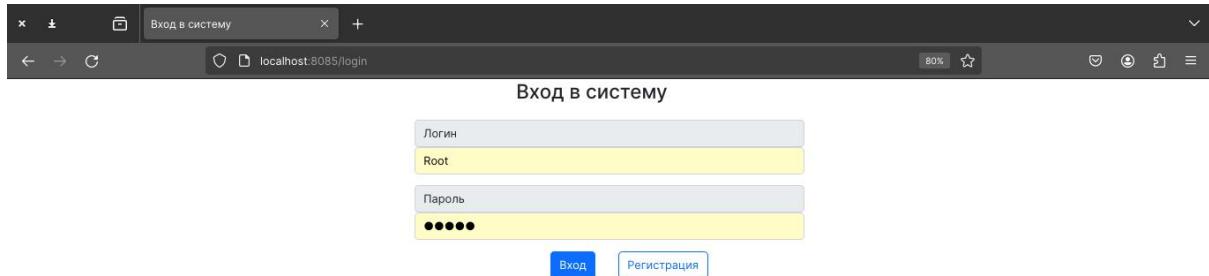 Вход в систему
localhost:8085/login
80%
Вход в систему
Логин
Root
Пароль
●●●●●
Вход Регистрация